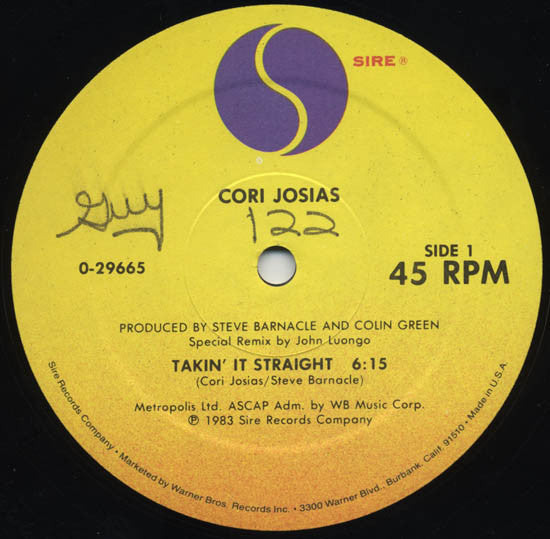 SIRE®
CORI JOSIAS
Guy
122
0-29665
SIDE 1
45 RPM
PRODUCED BY STEVE BARNACLE AND COLIN GREEN
Special Remix by John Luongo
TAKIN' IT STRAIGHT 6:15
(Cori Josias/Steve Barnacle)
Metropolis Ltd. ASCAP Adm. by WB Music Corp.
℗ 1983 Sire Records Company
Sire Records Company • Marketed by Warner Bros. Records Inc. • 3300 Warner Blvd., Burbank, Calif. 91510 • Made in U.S.A.